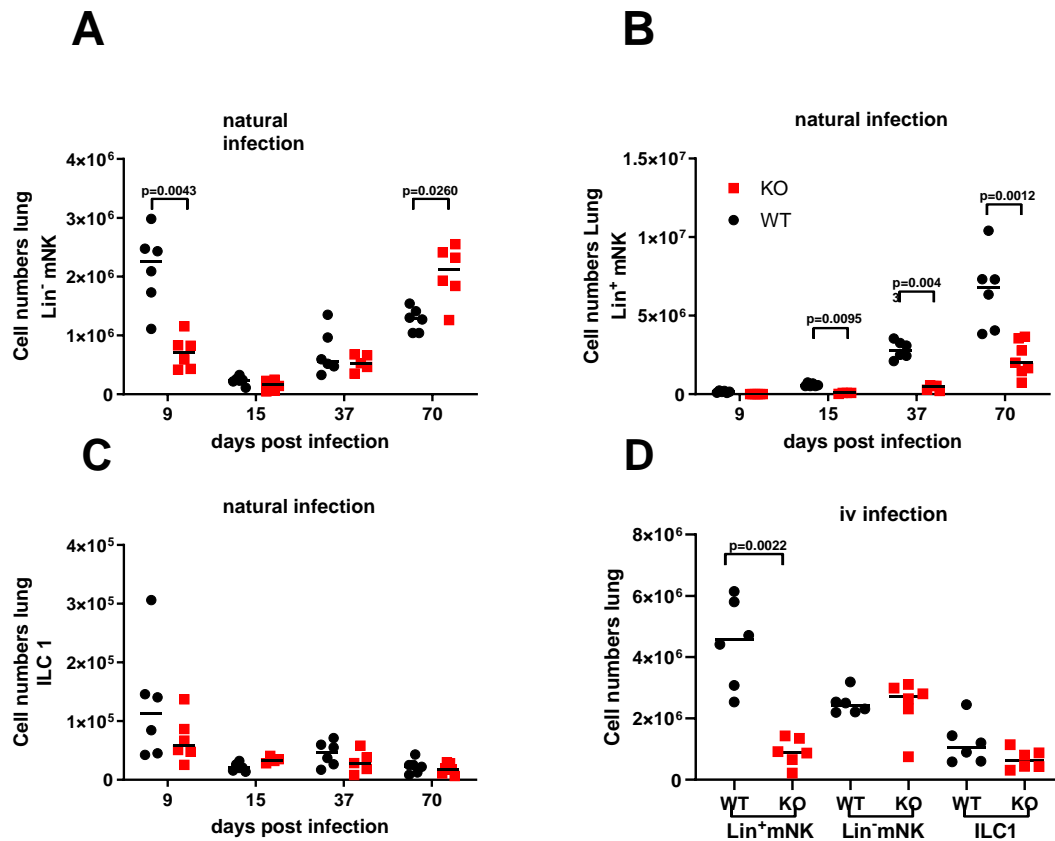 A
natural
infection
4×10⁶
3×10⁶
2×10⁶
1×10⁶
0
Cell numbers lung
Lin⁻ mNK
p=0.0043
p=0.0260
9 15 37 70
days post infection
B
natural infection
1.5×10⁷
1×10⁷
5×10⁶
0
Cell numbers Lung
Lin⁺ mNK
KO
WT
p=0.0012
p=0.004
3
p=0.0095
9 15 37 70
days post infection
C
natural infection
4×10⁵
3×10⁵
2×10⁵
1×10⁵
0
Cell numbers lung
ILC 1
9 15 37 70
days post infection
D
iv infection
8×10⁶
6×10⁶
4×10⁶
2×10⁶
0
Cell numbers lung
p=0.0022
WT KO WT KO WT KO
Lin⁺mNK Lin⁻mNK ILC1